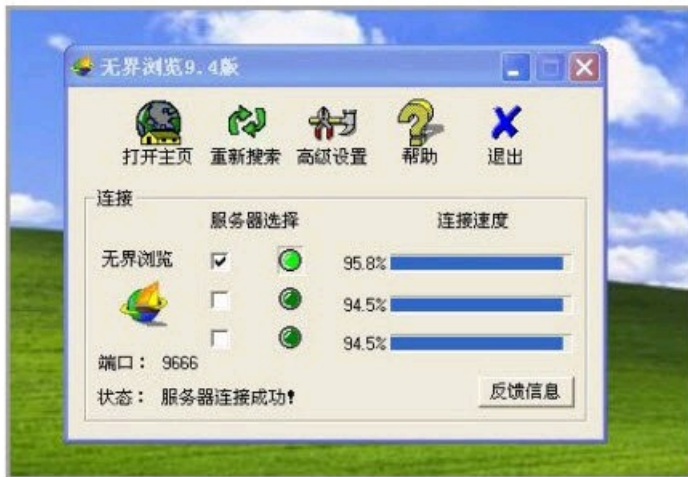 无界浏览9.4版
打开主页 重新搜索 高级设置 帮助 退出
连接
服务器选择 连接速度
无界浏览 95.8%
94.5%
94.5%
端口： 9666
状态： 服务器连接成功！
反馈信息